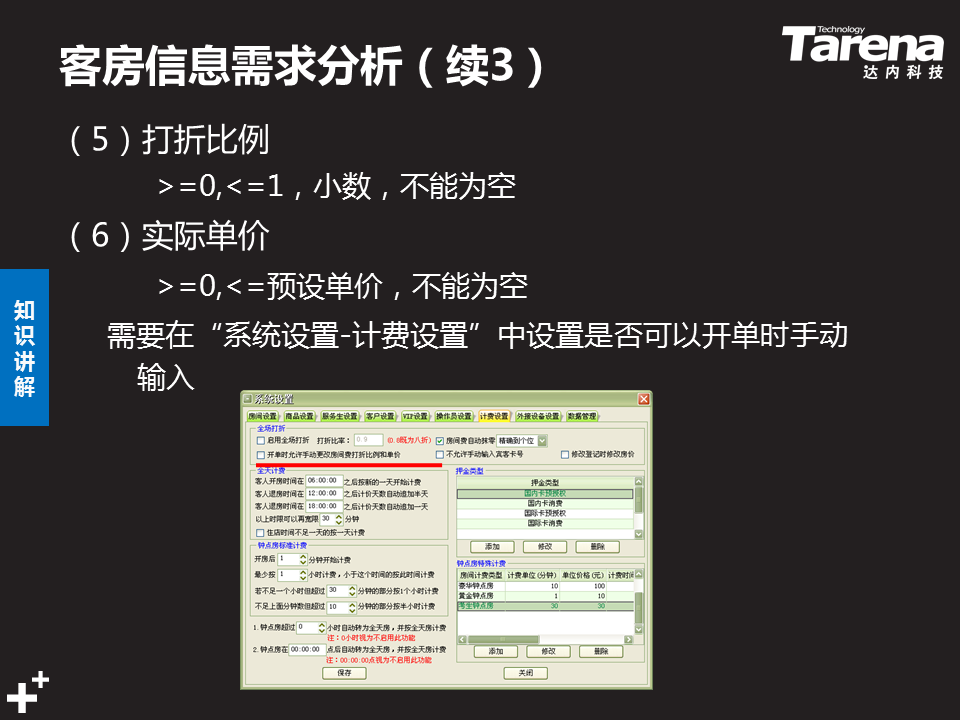 客房信息需求分析（续3）
Technology
Tarena
达内科技
（5）打折比例
>=0,<=1，小数，不能为空
（6）实际单价
>=0,<=预设单价，不能为空
需要在“系统设置-计费设置”中设置是否可以开单时手动
输入
知识讲解
系统设置
房间设置 商品设置 服务生设置 客户设置 VIP设置 操作员设置 计费设置 外接设备设置 数据管理
全场打折
启用全场打折 打折比率： 0.9 (0.8既为八折) 房间费自动抹零 精确到个位
开单时允许手动更改房间费打折比例和单价 不允许手动输入宾客卡号 修改登记时修改房价
全天计费
客人开房时间在 06:00:00 之后按新的一天开始计费
客人退房时间在 12:00:00 之后计价天数自动追加半天
客人退房时间在 18:00:00 之后计价天数自动追加一天
以上时限可以再宽限 30 分钟
住店时间不足一天的按一天计费
押金类型
押金类型
国内卡预授权
国内卡消费
国际卡预授权
国际卡消费
添加 修改 删除
钟点房标准计费
开房后 1 分钟开始计费
最少按 1 小时计费，小于这个时间的按此时间计费
若不足一个小时但超过 30 分钟的部分按1个小时计费
不足上面分钟数但超过 10 分钟的部分按半小时计费
1.钟点房超过 0 小时自动转为全天房，并按全天房计费
注：0小时视为不启用此功能
2.钟点房在 00:00:00 点后自动转为全天房，并按全天房计费
注：00:00:00点视为不启用此功能
钟点房特殊计费
房间计费类型 计费单位(分钟) 单位价格(元) 计费时间
豪华钟点房 10 100
黄金钟点房 1 10
考生钟点房 30 30
添加 修改 删除
保存 关闭